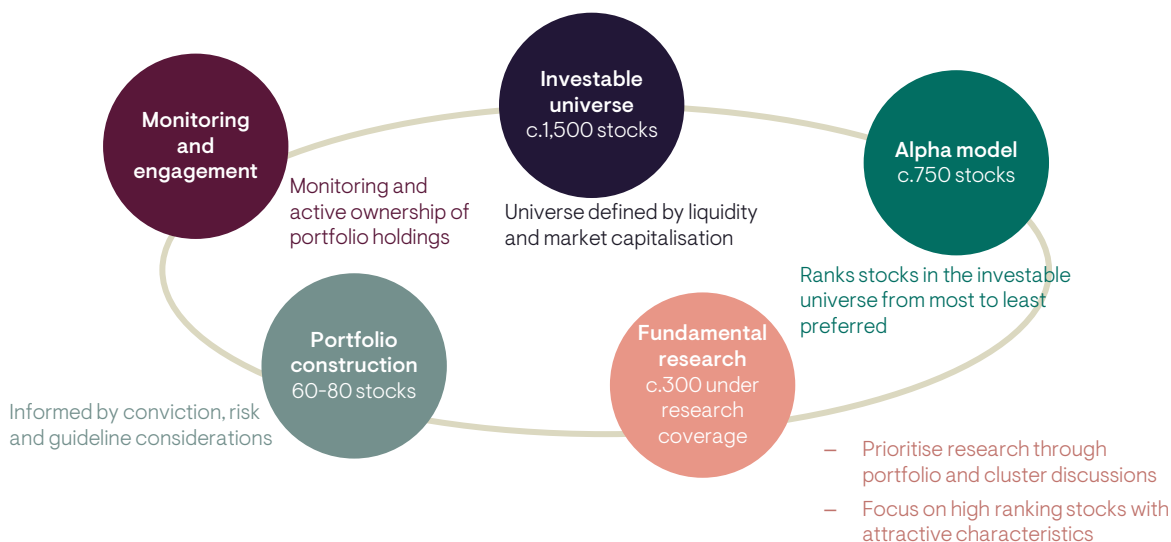 Investable
universe
c.1,500 stocks
Universe defined by liquidity
and market capitalisation
Alpha model
c.750 stocks
Ranks stocks in the investable
universe from most to least
preferred
Fundamental
research
c.300 under
research
coverage
– Prioritise research through
portfolio and cluster discussions
– Focus on high ranking stocks with
attractive characteristics
Portfolio
construction
60-80 stocks
Informed by conviction, risk
and guideline considerations
Monitoring
and
engagement
Monitoring and
active ownership of
portfolio holdings